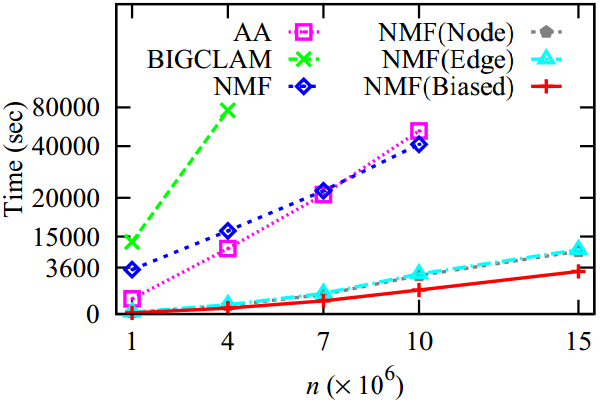 AA
BIGCLAM
NMF
NMF(Node)
NMF(Edge)
NMF(Biased)
Time (sec)
80000
40000
20000
15000
3600
0
1 4 7 10 15
n (× 10⁶)